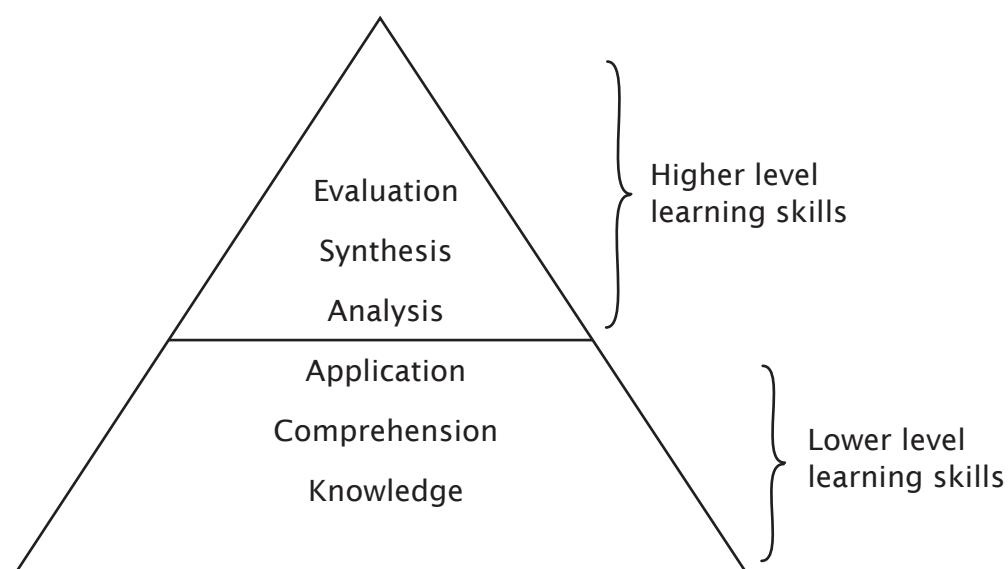 Evaluation
Synthesis
Analysis
Higher level
learning skills
Application
Comprehension
Knowledge
Lower level
learning skills